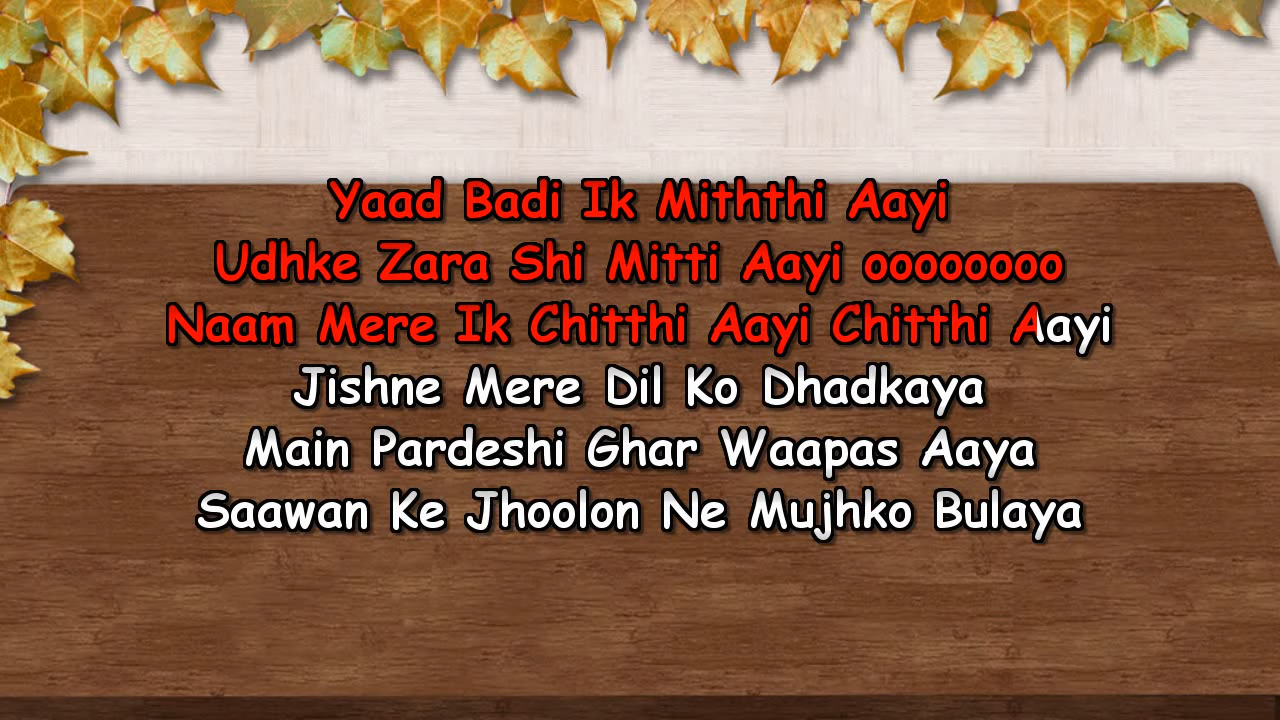 Yaad Badi Ik Miththi Aayi
Udhke Zara Shi Mitti Aayi oooooooo
Naam Mere Ik Chitthi Aayi Chitthi Aayi
Jishne Mere Dil Ko Dhadkaya
Main Pardeshi Ghar Waapas Aaya
Saawan Ke Jhoolon Ne Mujhko Bulaya